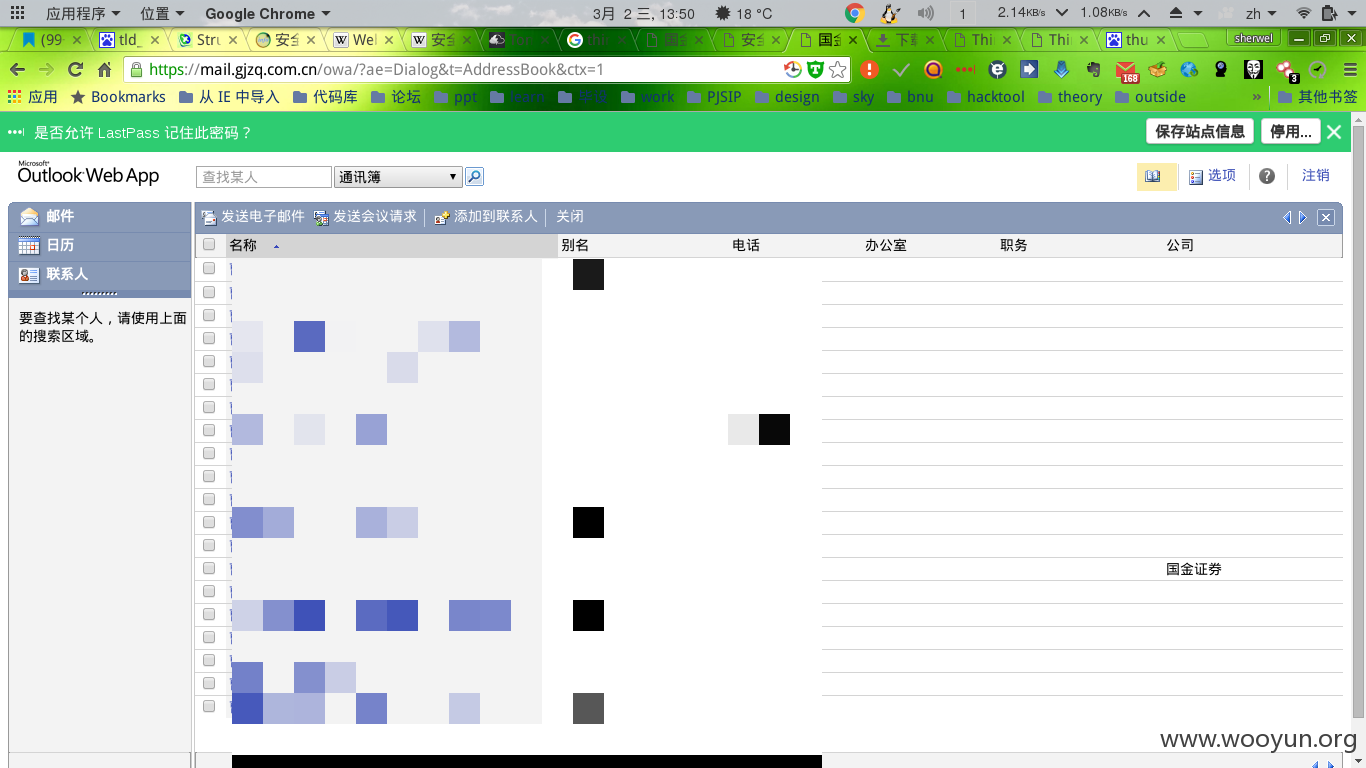 应用程序 位置 Google Chrome 3月 2 三, 13:50 18 °C 1 2.14KB/s 1.08KB/s zh
(99 tld_ Stru 安全 Wel 安全 国金 安全 国金 下载 Thi Thi thu sherwel
https://mail.gjzq.com.cn/owa/?ae=Dialog&t=AddressBook&ctx=1 168 3
应用 Bookmarks 从 IE 中导入 代码库 论坛 ppt work PJSIP design sky bnu hacktool theory outside » 其他书签
是否允许 LastPass 记住此密码？ 保存站点信息 停用...
Microsoft®
Outlook Web App 查找某人 通讯簿 选项 注销
邮件 发送电子邮件 发送会议请求 添加到联系人 关闭
日历 名称 别名 电话 办公室 职务 公司
联系人
要查找某个人，请使用上面
的搜索区域。
国金证券
www.wooyun.org